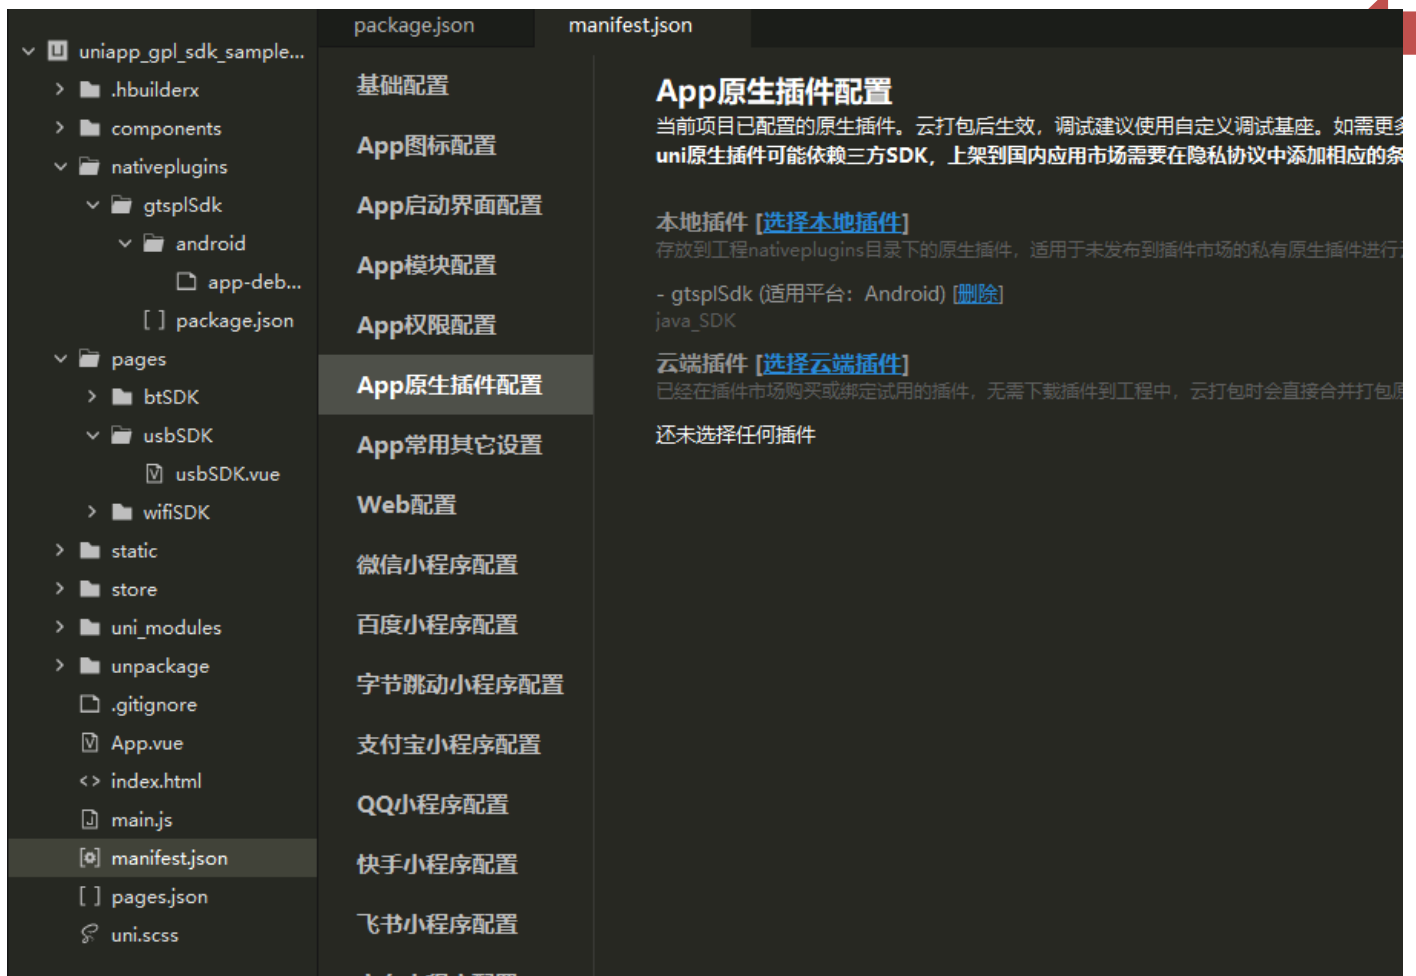 package.json
manifest.json
uniapp_gpl_sdk_sample...
.hbuilderx
components
nativeplugins
gtsplSdk
android
app-deb...
package.json
pages
btSDK
usbSDK
usbSDK.vue
wifiSDK
static
store
uni_modules
unpackage
.gitignore
App.vue
index.html
main.js
manifest.json
pages.json
uni.scss
基础配置
App图标配置
App启动界面配置
App模块配置
App权限配置
App原生插件配置
App常用其它设置
Web配置
微信小程序配置
百度小程序配置
字节跳动小程序配置
支付宝小程序配置
QQ小程序配置
快手小程序配置
飞书小程序配置
App原生插件配置
当前项目已配置的原生插件。云打包后生效，调试建议使用自定义调试基座。如需更多
uni原生插件可能依赖三方SDK，上架到国内应用市场需要在隐私协议中添加相应的条
本地插件 [选择本地插件]
存放到工程nativeplugins目录下的原生插件，适用于未发布到插件市场的私有原生插件进行
- gtsplSdk (适用平台：Android) [删除]
java_SDK
云端插件 [选择云端插件]
已经在插件市场购买或绑定试用的插件，无需下载插件到工程中，云打包时会直接合并打包原
还未选择任何插件